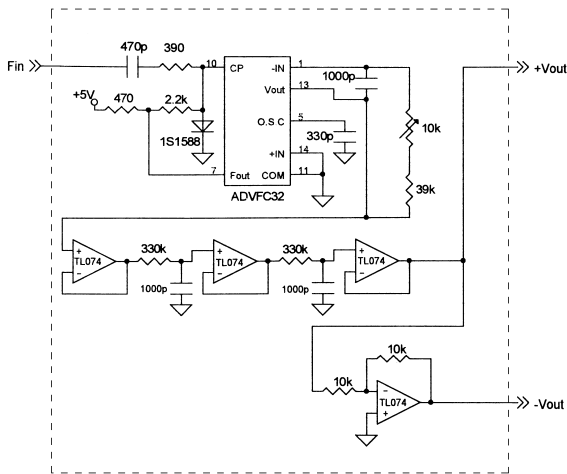 470p 390
Fin
10 CP -IN 1
1000p
+Vout
+5V 470 2.2k
Vout 13
O.S.C 5
10k
1S1588
330p
+IN 14
7 Fout COM 11
39k
ADVFC32
330k 330k
+ + +
TL074 TL074 TL074
- - -
1000p 1000p
10k
10k
-
TL074
+
-Vout